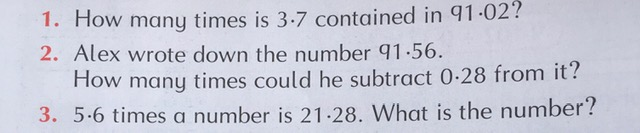 1. How many times is 3·7 contained in 91·02?
2. Alex wrote down the number 91·56.
How many times could he subtract 0·28 from it?
3. 5·6 times a number is 21·28. What is the number?